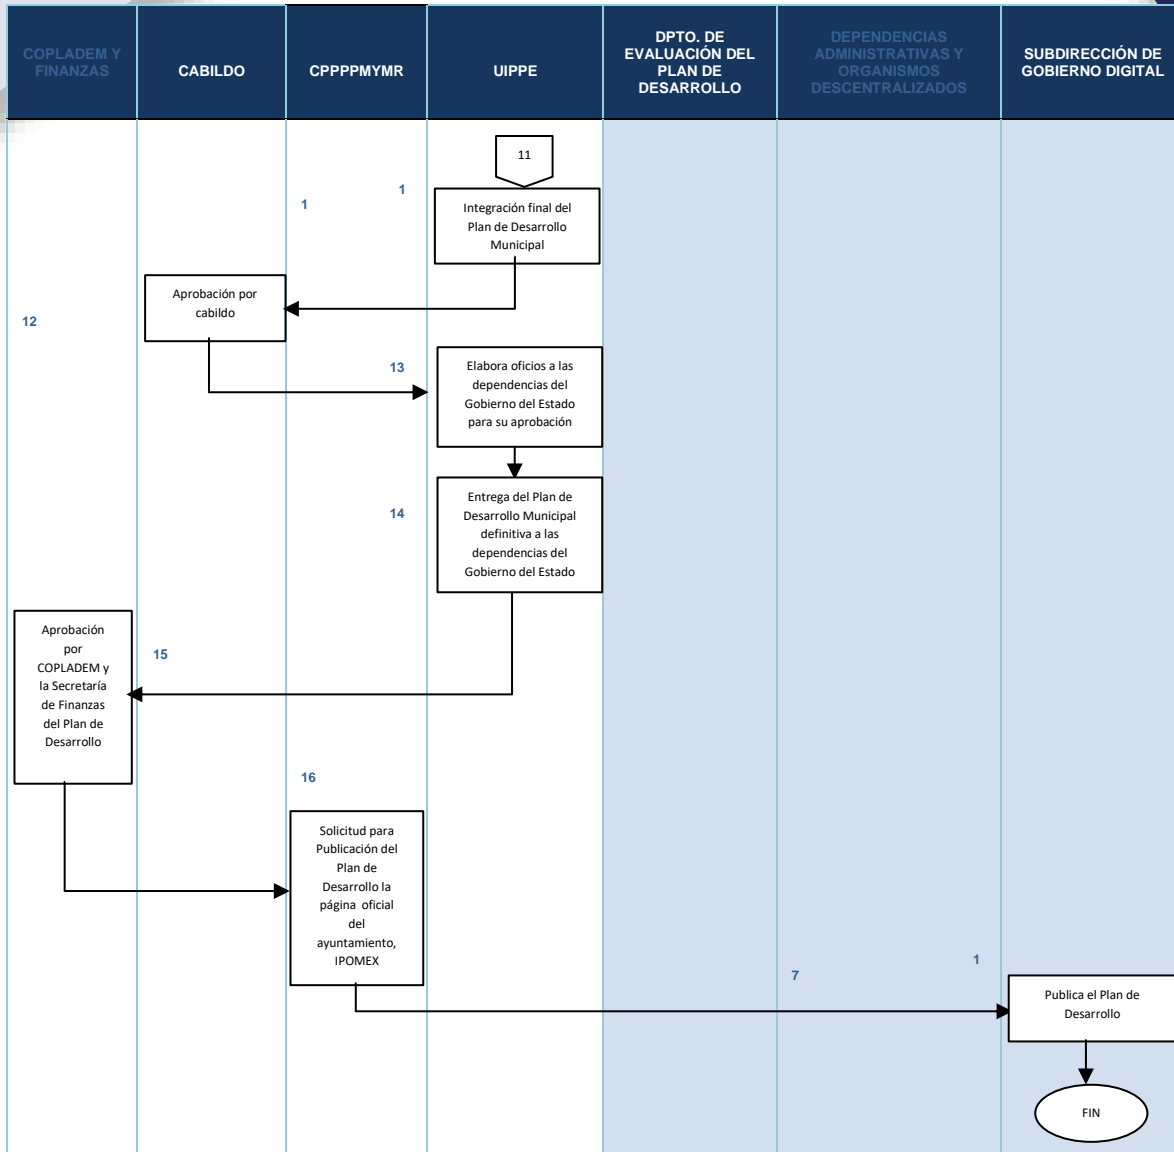 COPLADEM Y
FINANZAS
CABILDO
CPPPPMYMR
UIPPE
DPTO. DE
EVALUACIÓN DEL
PLAN DE
DESARROLLO
DEPENDENCIAS
ADMINISTRATIVAS Y
ORGANISMOS
DESCENTRALIZADOS
SUBDIRECCIÓN DE
GOBIERNO DIGITAL
11
1
1
Integración final del
Plan de Desarrollo
Municipal
Aprobación por
cabildo
12
13
Elabora oficios a las
dependencias del
Gobierno del Estado
para su aprobación
14
Entrega del Plan de
Desarrollo Municipal
definitiva a las
dependencias del
Gobierno del Estado
Aprobación
por
COPLADEM y
la Secretaría
de Finanzas
del Plan de
Desarrollo
15
16
Solicitud para
Publicación del
Plan de
Desarrollo la
página oficial
del
ayuntamiento,
IPOMEX
1
7
Publica el Plan de
Desarrollo
FIN